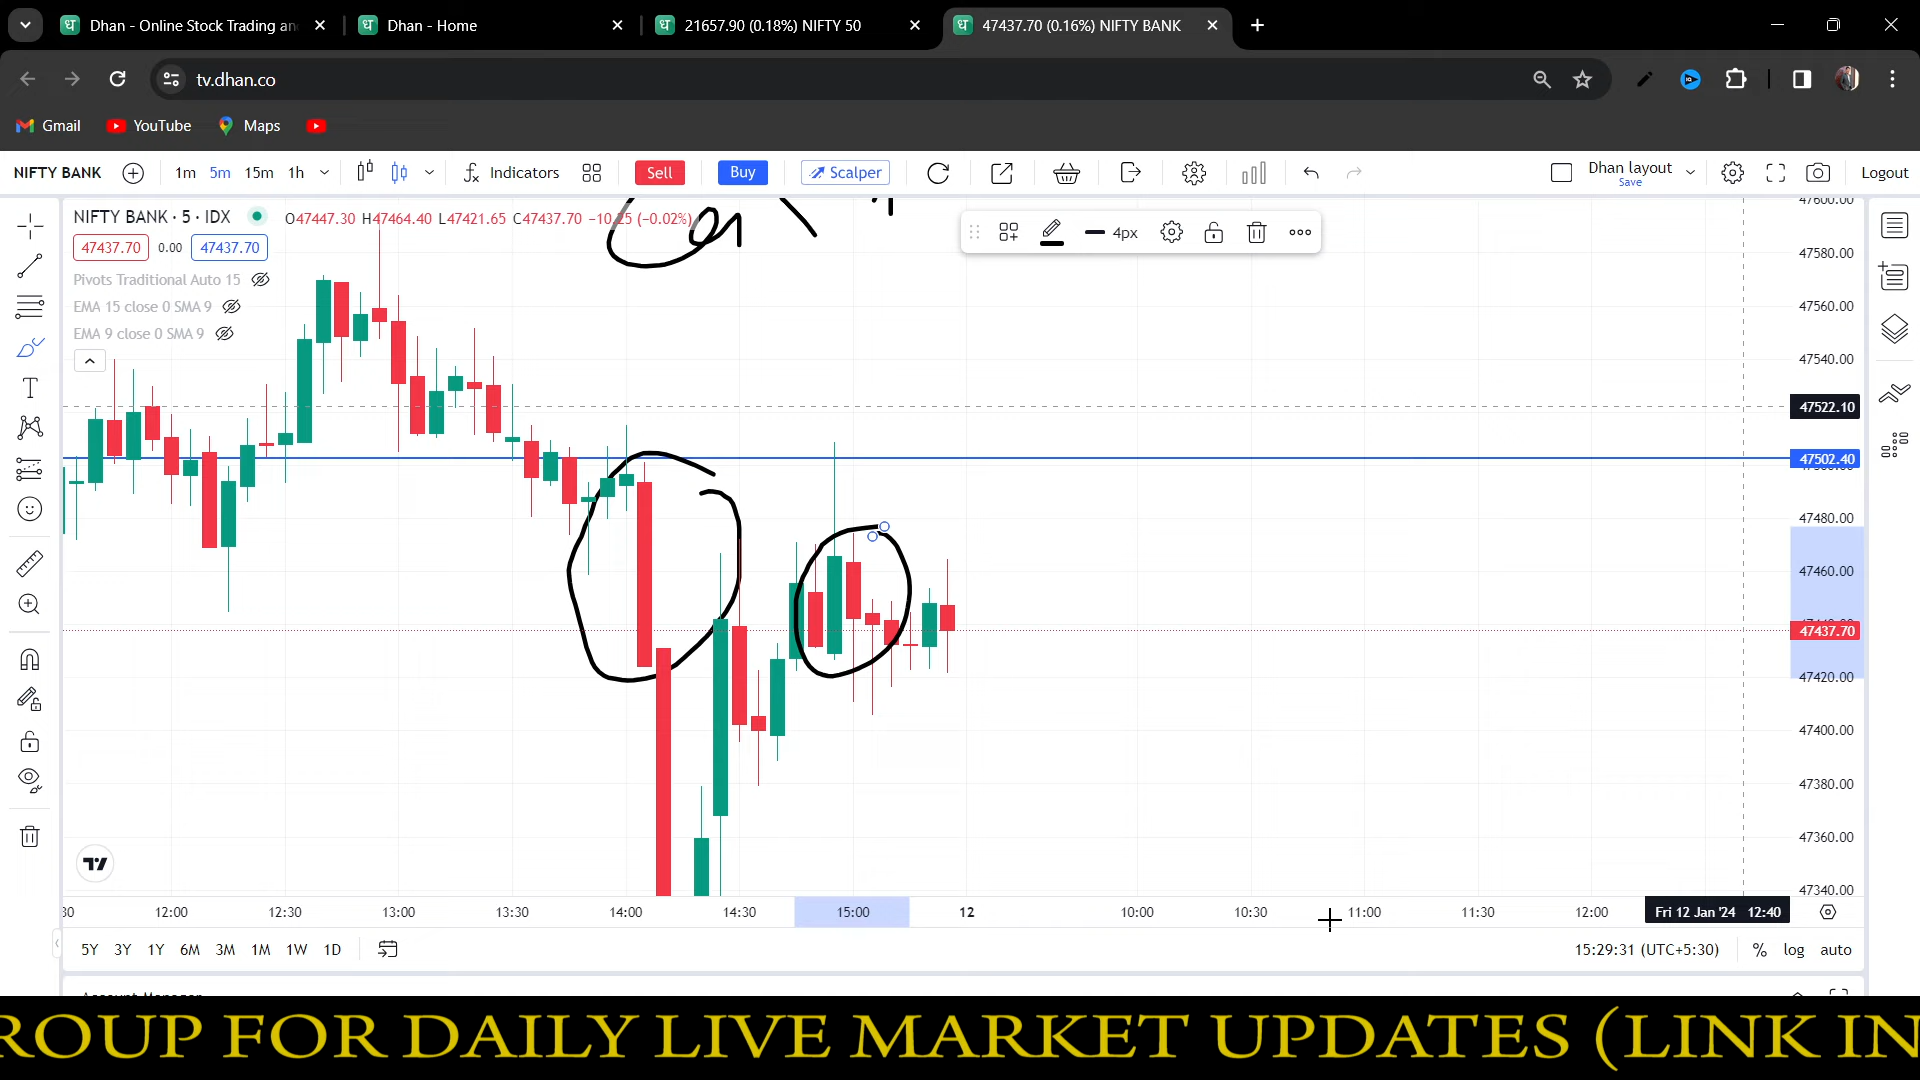 Dhan - Online Stock Trading an
Dhan - Home
21657.90 (0.18%) NIFTY 50
47437.70 (0.16%) NIFTY BANK
tv.dhan.co
Gmail
YouTube
Maps
NIFTY BANK
1m 5m 15m 1h
Indicators
Sell
Buy
Scalper
Dhan layout
Save
Logout
NIFTY BANK · 5 · IDX
O47447.30 H47464.40 L47421.65 C47437.70 −10.25 (−0.02%)
47437.70 0.00 47437.70
Pivots Traditional Auto 15
EMA 15 close 0 SMA 9
EMA 9 close 0 SMA 9
4px
47600.00
47580.00
47560.00
47540.00
47522.10
47502.40
47480.00
47460.00
47437.70
47420.00
47400.00
47380.00
47360.00
47340.00
12:00 12:30 13:00 13:30 14:00 14:30 15:00 12 10:00 10:30 11:00 11:30 12:00
Fri 12 Jan '24 12:40
5Y 3Y 1Y 6M 3M 1M 1W 1D
15:29:31 (UTC+5:30)
% log auto
Account Manager
ROUP FOR DAILY LIVE MARKET UPDATES (LINK IN